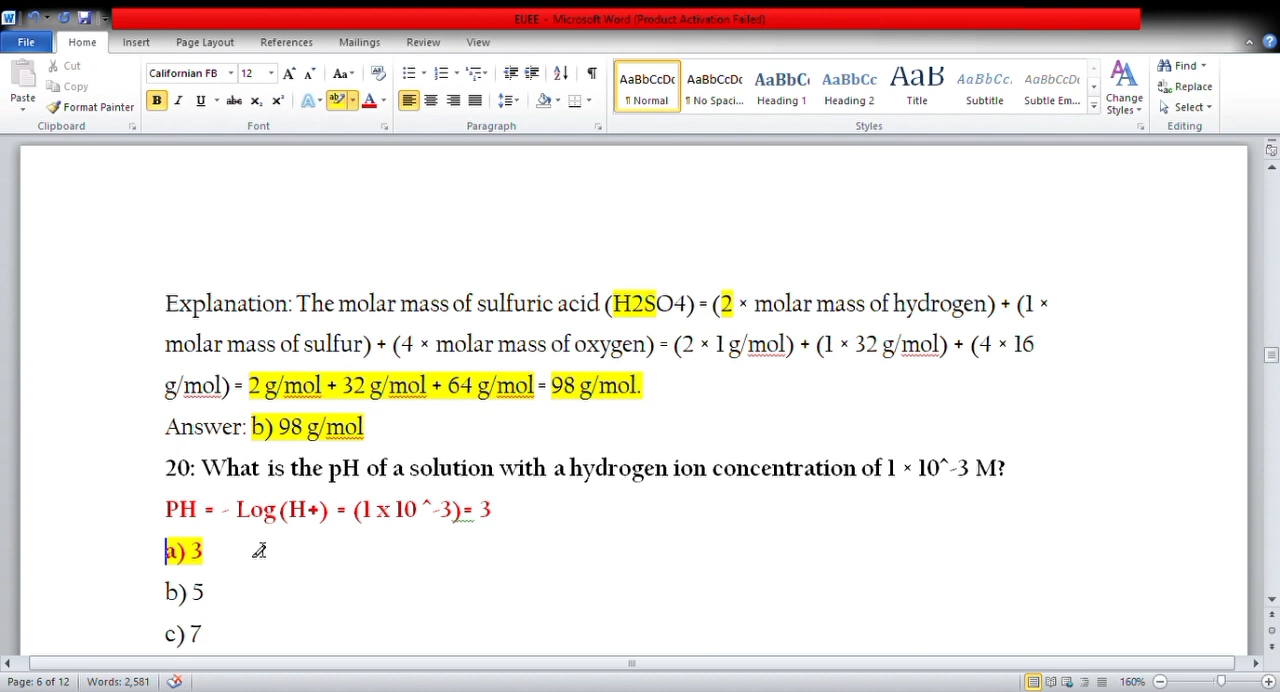 EUEE - Microsoft Word (Product Activation Failed)
File Home Insert Page Layout References Mailings Review View
Paste
Cut
Copy
Format Painter
Clipboard
Californian FB 12
Font
Paragraph
AaBbCcDc AaBbCcDc AaBbC AaBbCc AaB AaBbCc. AaBbCcDc
¶ Normal ¶ No Spaci... Heading 1 Heading 2 Title Subtitle Subtle Em...
Change Styles
Styles
Find
Replace
Select
Editing
Explanation: The molar mass of sulfuric acid (H2SO4) = (2 × molar mass of hydrogen) + (1 ×
molar mass of sulfur) + (4 × molar mass of oxygen) = (2 × 1 g/mol) + (1 × 32 g/mol) + (4 × 16
g/mol) = 2 g/mol + 32 g/mol + 64 g/mol = 98 g/mol.
Answer: b) 98 g/mol
20: What is the pH of a solution with a hydrogen ion concentration of 1 × 10^-3 M?
PH = - Log (H+) = (1 x 10 ^-3)= 3
a) 3
b) 5
c) 7
Page: 6 of 12 Words: 2,581 160%